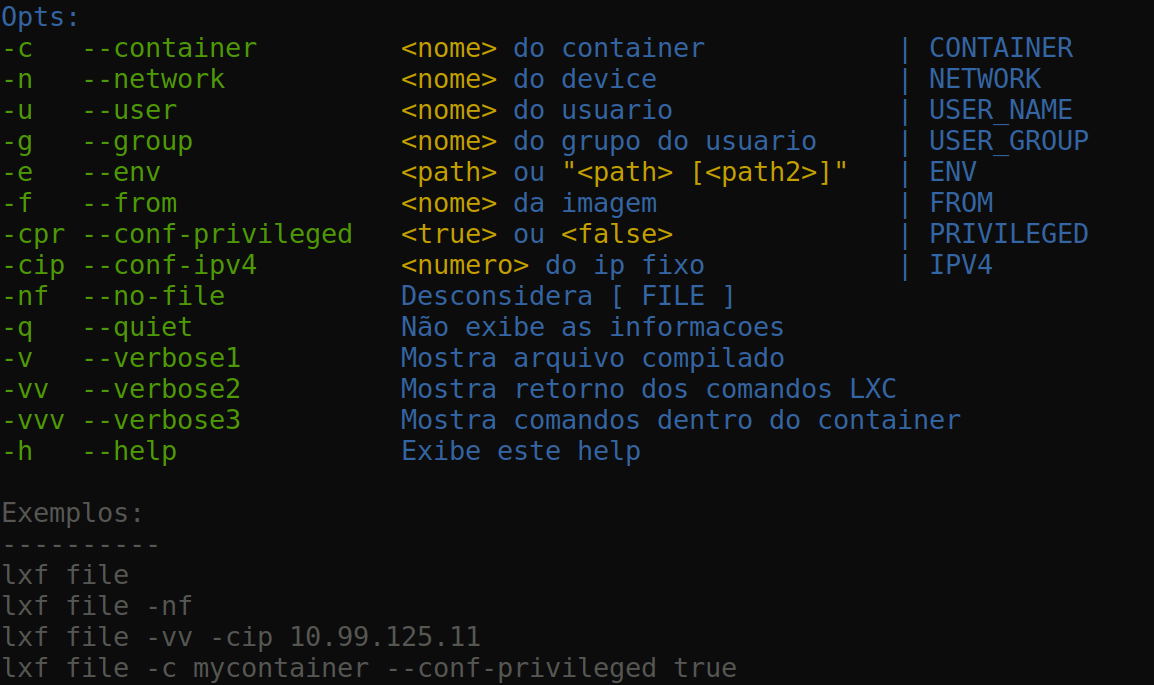 Opts:
-c   --container         <nome> do container            | CONTAINER
-n   --network           <nome> do device               | NETWORK
-u   --user              <nome> do usuario              | USER_NAME
-g   --group             <nome> do grupo do usuario     | USER_GROUP
-e   --env               <path> ou "<path> [<path2>]"   | ENV
-f   --from              <nome> da imagem               | FROM
-cpr --conf-privileged   <true> ou <false>              | PRIVILEGED
-cip --conf-ipv4         <numero> do ip fixo            | IPV4
-nf  --no-file           Desconsidera [ FILE ]
-q   --quiet             Não exibe as informacoes
-v   --verbose1          Mostra arquivo compilado
-vv  --verbose2          Mostra retorno dos comandos LXC
-vvv --verbose3          Mostra comandos dentro do container
-h   --help              Exibe este help

Exemplos:
----------
lxf file
lxf file -nf
lxf file -vv -cip 10.99.125.11
lxf file -c mycontainer --conf-privileged true